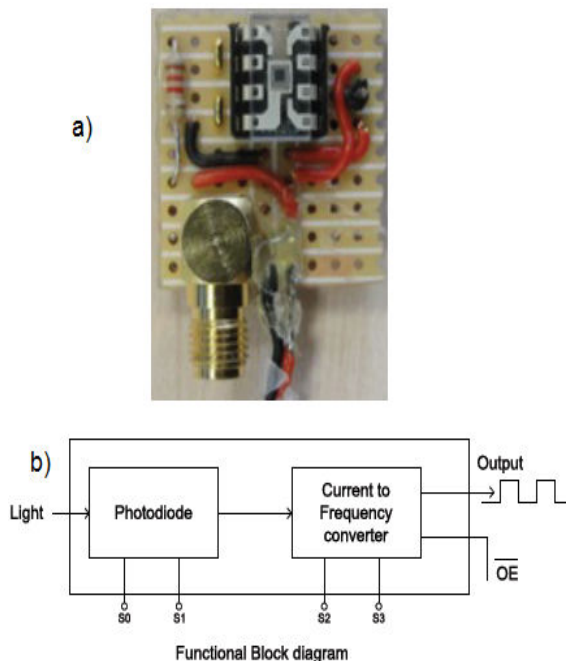 a)
b)
Light
Photodiode
Current to
Frequency
converter
Output
OE
S0
S1
S2
S3
Functional Block diagram